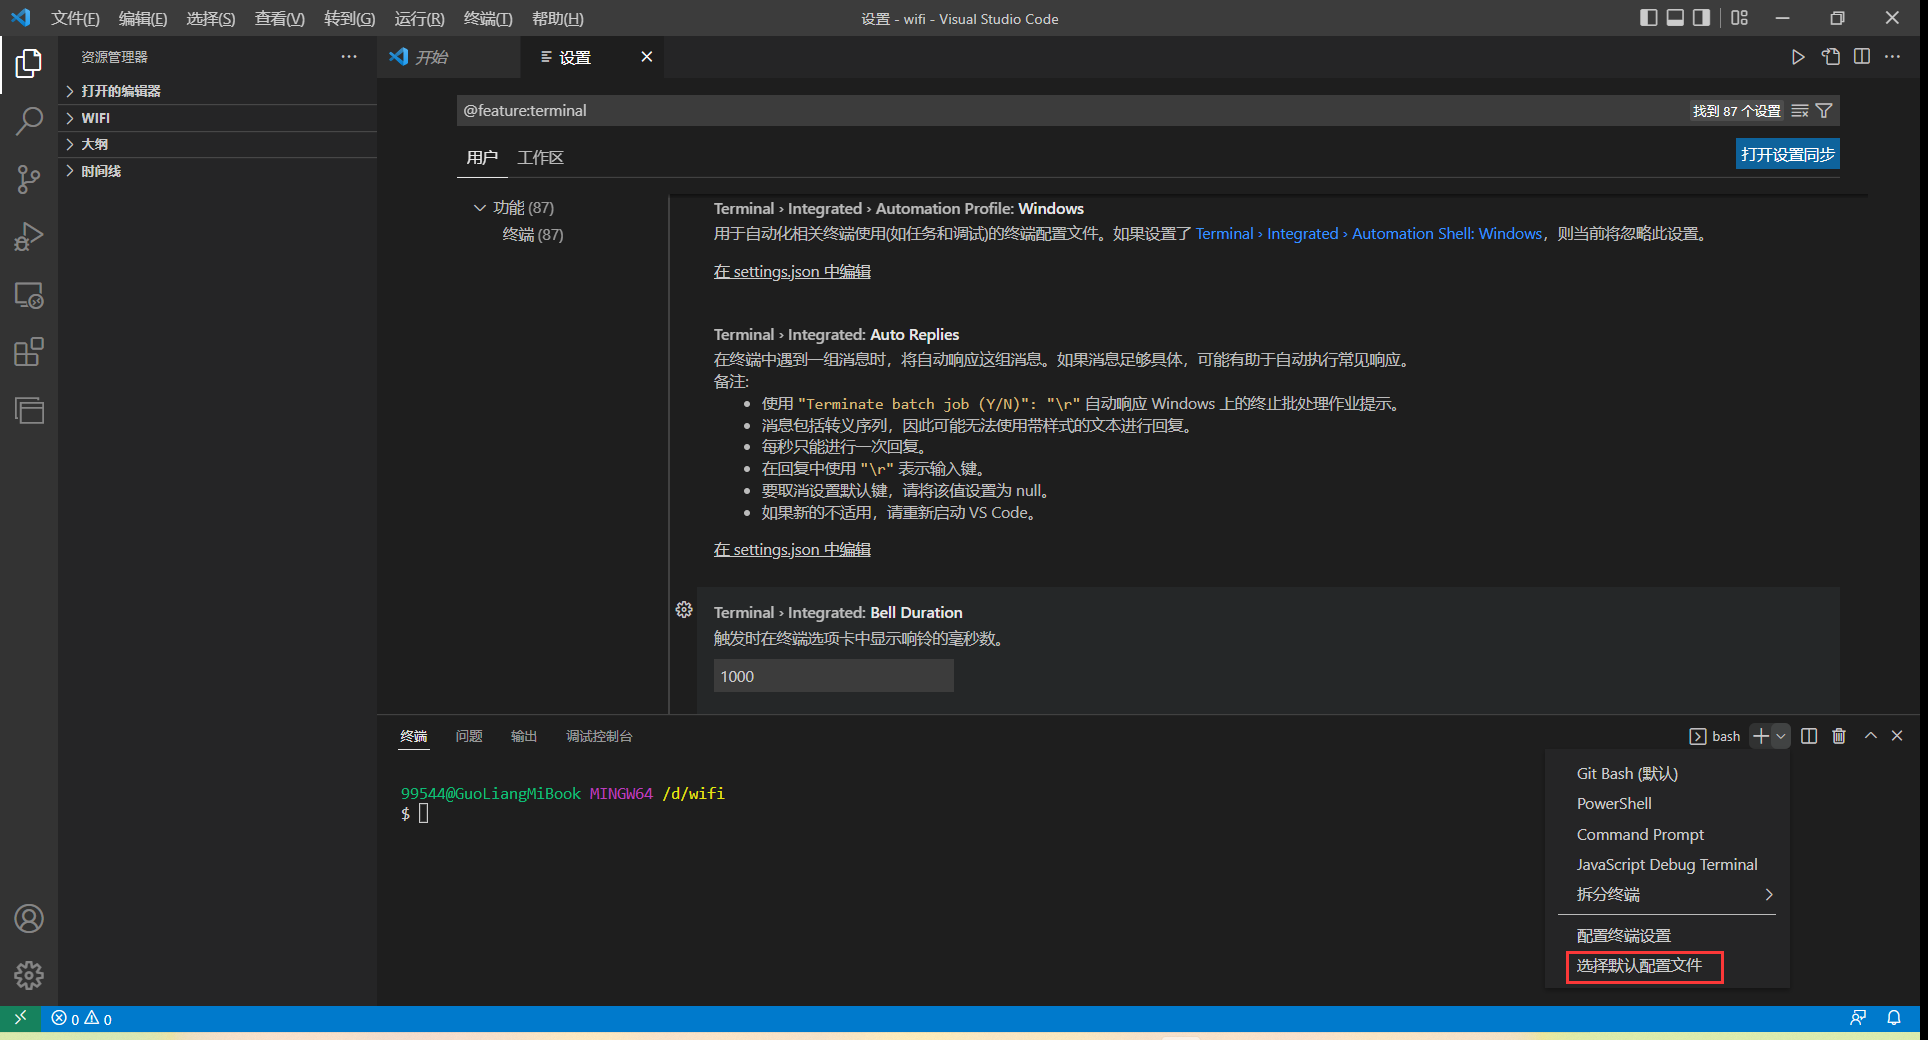 文件(F) 编辑(E) 选择(S) 查看(V) 转到(G) 运行(R) 终端(T) 帮助(H)
设置 - wifi - Visual Studio Code
资源管理器
打开的编辑器
WIFI
大纲
时间线
开始
设置
@feature:terminal
找到 87 个设置
用户 工作区
打开设置同步
功能 (87)
终端 (87)
Terminal › Integrated › Automation Profile: Windows
用于自动化相关终端使用(如任务和调试)的终端配置文件。如果设置了 Terminal › Integrated › Automation Shell: Windows，则当前将忽略此设置。
在 settings.json 中编辑
Terminal › Integrated: Auto Replies
在终端中遇到一组消息时，将自动响应这组消息。如果消息足够具体，可能有助于自动执行常见响应。
备注:
• 使用 "Terminate batch job (Y/N)": "\r" 自动响应 Windows 上的终止批处理作业提示。
• 消息包括转义序列，因此可能无法使用带样式的文本进行回复。
• 每秒只能进行一次回复。
• 在回复中使用 "\r" 表示输入键。
• 要取消设置默认键，请将该值设置为 null。
• 如果新的不适用，请重新启动 VS Code。
在 settings.json 中编辑
Terminal › Integrated: Bell Duration
触发时在终端选项卡中显示响铃的毫秒数。
1000
终端 问题 输出 调试控制台
bash
99544@GuoLiangMiBook MINGW64 /d/wifi
$
Git Bash (默认)
PowerShell
Command Prompt
JavaScript Debug Terminal
拆分终端
配置终端设置
选择默认配置文件
0 0